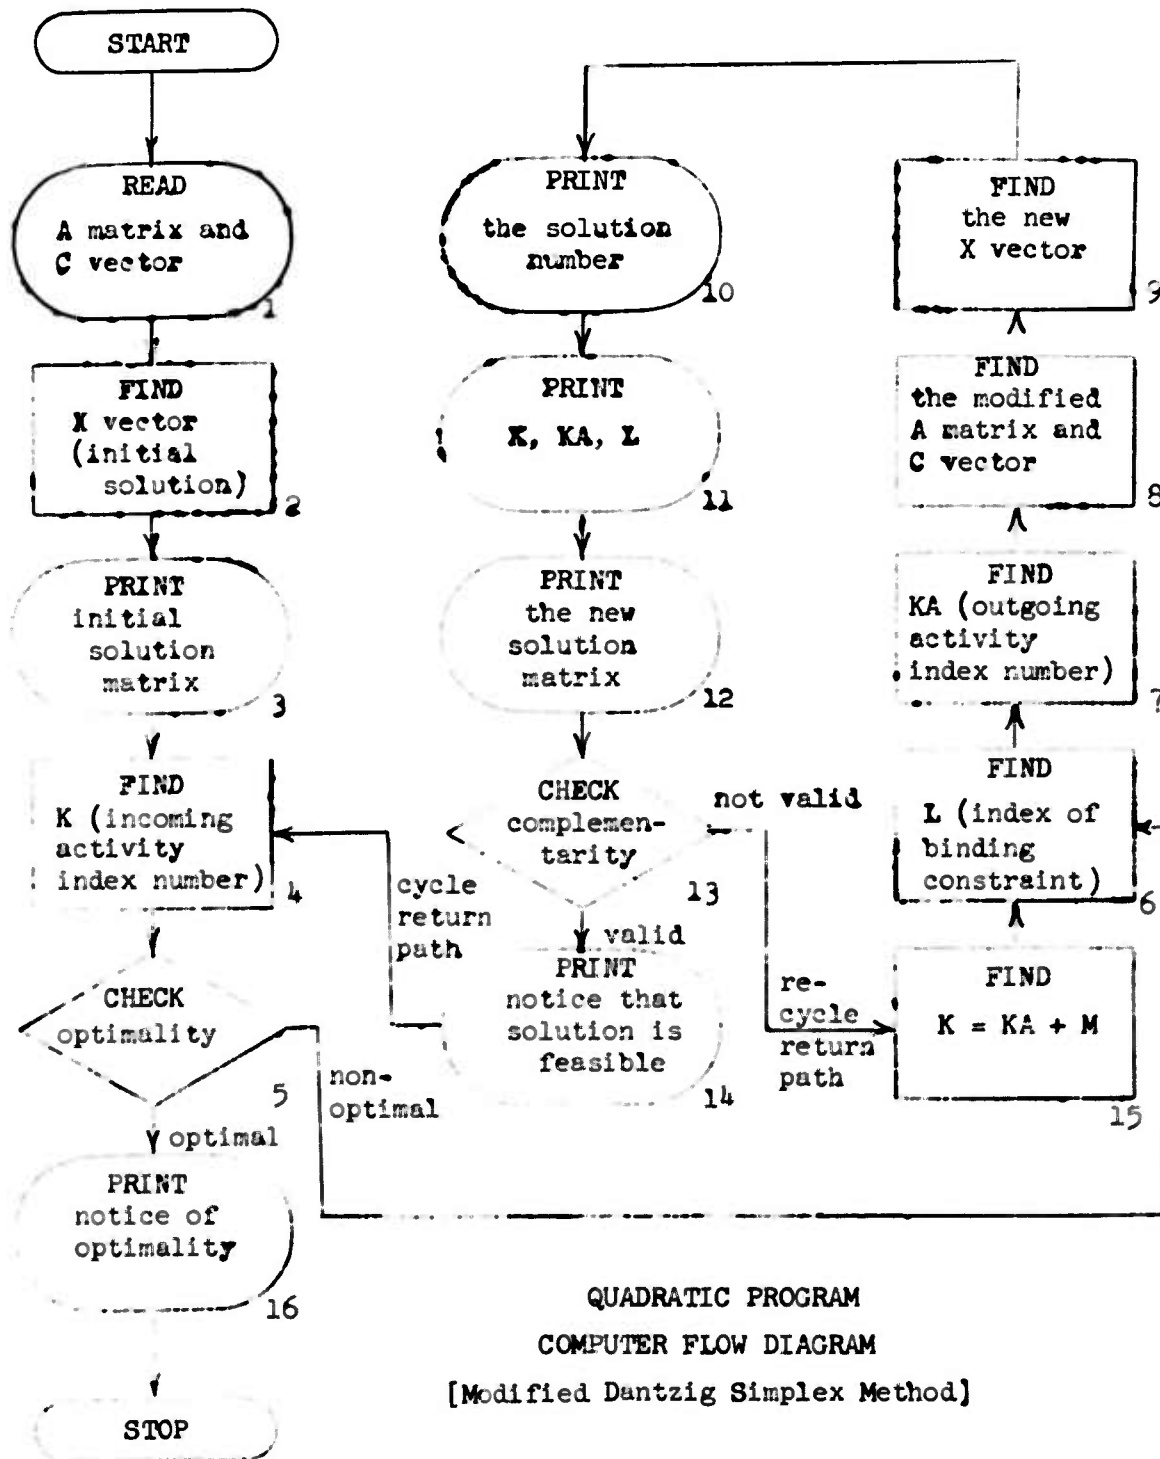 START
READ
A matrix and
C vector
1
FIND
X vector
(initial
solution)
2
PRINT
initial
solution
matrix
3
FIND
K (incoming
activity
index number)
4
CHECK
optimality
5
non-
optimal
optimal
PRINT
notice of
optimality
16
STOP
PRINT
the solution
number
10
PRINT
K, KA, L
11
PRINT
the new
solution
matrix
12
CHECK
complemen-
tarity
13
not valid
valid
cycle
return
path
PRINT
notice that
solution is
feasible
14
re-
cycle
return
path
FIND
the new
X vector
9
FIND
the modified
A matrix and
C vector
8
FIND
KA (outgoing
activity
index number)
7
FIND
L (index of
binding
constraint)
6
FIND
K = KA + M
15
QUADRATIC PROGRAM
COMPUTER FLOW DIAGRAM
[Modified Dantzig Simplex Method]